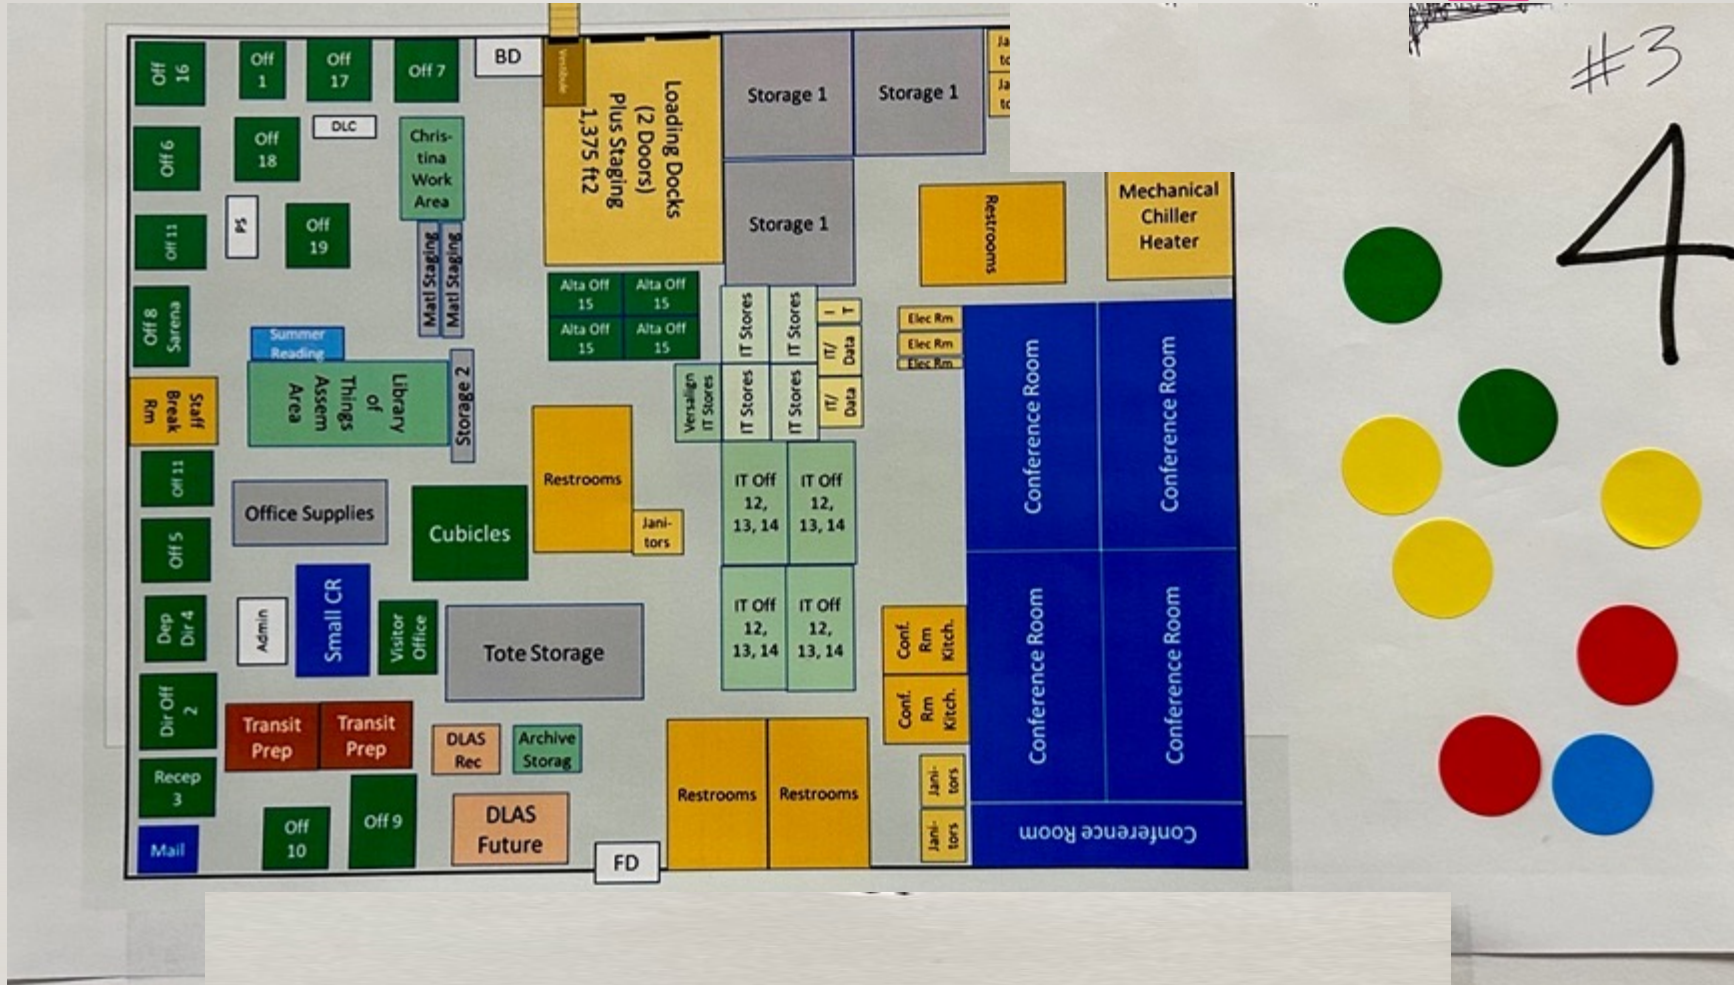 #3
4
Off
16
Off
1
Off
17
Off 7
BD
Vestibule
Loading Docks
(2 Doors)
Plus Staging
1,375 ft2
Storage 1
Storage 1
Ja
to
Ja
to
Off 6
Off
18
DLC
Chris-
tina
Work
Area
Storage 1
Restrooms
Mechanical
Chiller
Heater
Off 11
PS
Off
19
Matl Staging
Matl Staging
Alta Off
15
Alta Off
15
Alta Off
15
Alta Off
15
IT Stores
IT Stores
I
T
IT/
Data
IT/
Data
Elec Rm
Elec Rm
Elec Rm
Off 8
Sarena
Summer
Reading
Library
of
Things
Assem
Area
Storage 2
Versalign
IT Stores
IT Stores
IT Stores
Conference Room
Conference Room
Staff
Break
Rm
Off 11
Office Supplies
Cubicles
Restrooms
Jani-
tors
IT Off
12,
13, 14
IT Off
12,
13, 14
Off 5
Dep
Dir 4
Admin
Small CR
Visitor
Office
Tote Storage
IT Off
12,
13, 14
IT Off
12,
13, 14
Conf.
Rm
Kitch.
Conf.
Rm
Kitch.
Conference Room
Conference Room
Dir Off
2
Transit
Prep
Transit
Prep
DLAS
Rec
Archive
Storag
Recep
3
Off
10
Off 9
DLAS
Future
Restrooms
Restrooms
Jani-
tors
Jani-
tors
Conference Room
Mail
FD